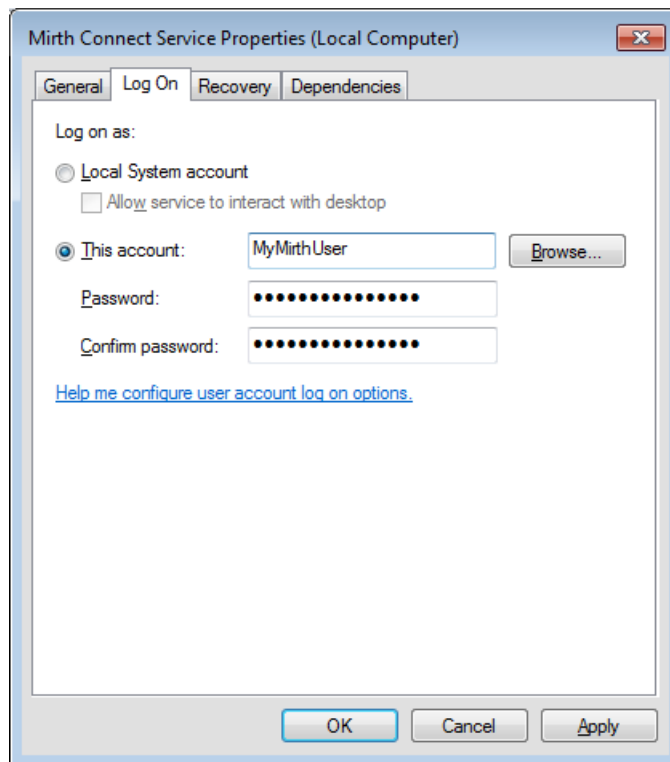 Mirth Connect Service Properties (Local Computer)
General Log On Recovery Dependencies
Log on as:
Local System account
Allow service to interact with desktop
This account: MyMirthUser Browse...
Password: •••••••••••••••
Confirm password: •••••••••••••••
Help me configure user account log on options.
OK Cancel Apply